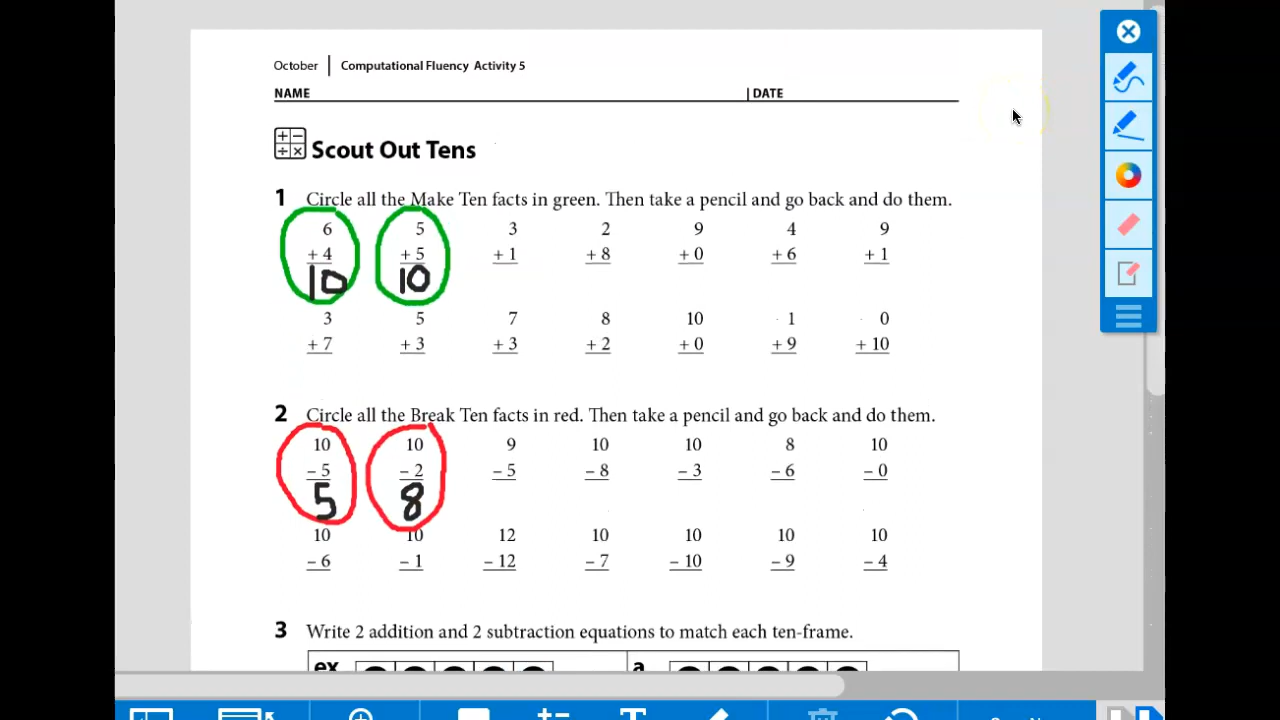 October | Computational Fluency Activity 5
NAME | DATE
+ −
÷ ×
Scout Out Tens
1 Circle all the Make Ten facts in green. Then take a pencil and go back and do them.
6 5 3 2 9 4 9
+ 4 + 5 + 1 + 8 + 0 + 6 + 1
10 10
3 5 7 8 10 1 0
+ 7 + 3 + 3 + 2 + 0 + 9 + 10
2 Circle all the Break Ten facts in red. Then take a pencil and go back and do them.
10 10 9 10 10 8 10
− 5 − 2 − 5 − 8 − 3 − 6 − 0
5 8
10 10 12 10 10 10 10
− 6 − 1 − 12 − 7 − 10 − 9 − 4
3 Write 2 addition and 2 subtraction equations to match each ten-frame.
ex a